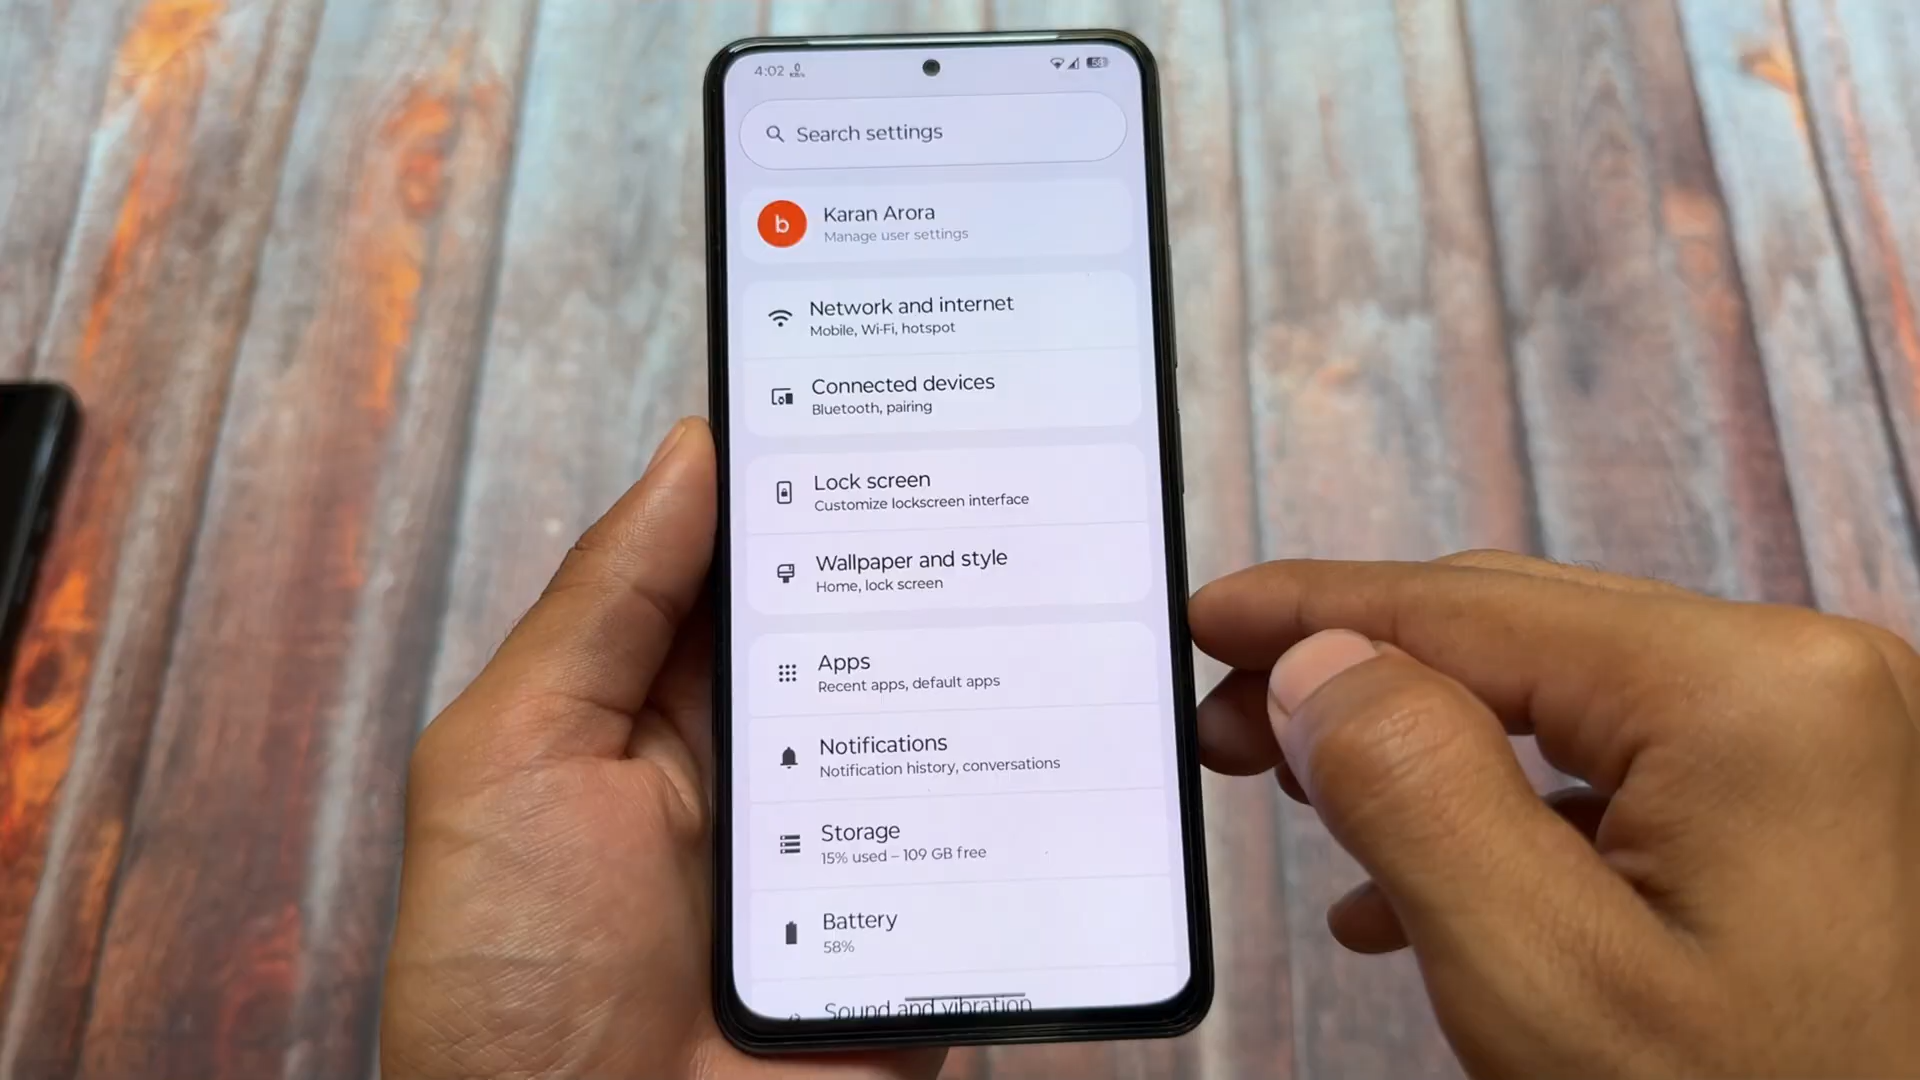 4:02 0
58
Search settings
b
Karan Arora
Manage user settings
Network and internet
Mobile, Wi-Fi, hotspot
Connected devices
Bluetooth, pairing
Lock screen
Customize lockscreen interface
Wallpaper and style
Home, lock screen
Apps
Recent apps, default apps
Notifications
Notification history, conversations
Storage
15% used – 109 GB free
Battery
58%
Sound and vibration